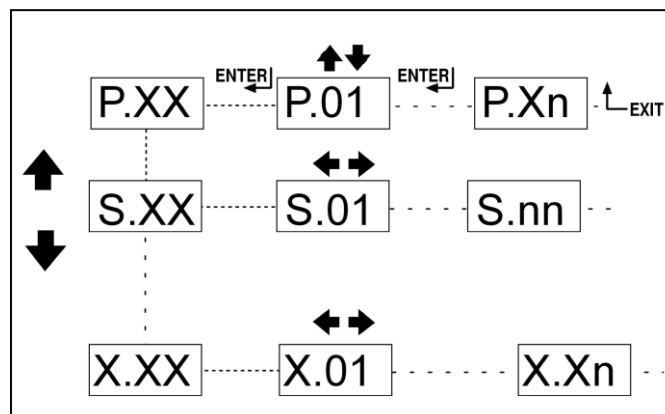 ENTER ENTER
P.XX P.01 P.Xn EXIT
S.XX S.01 S.nn
X.XX X.01 X.Xn